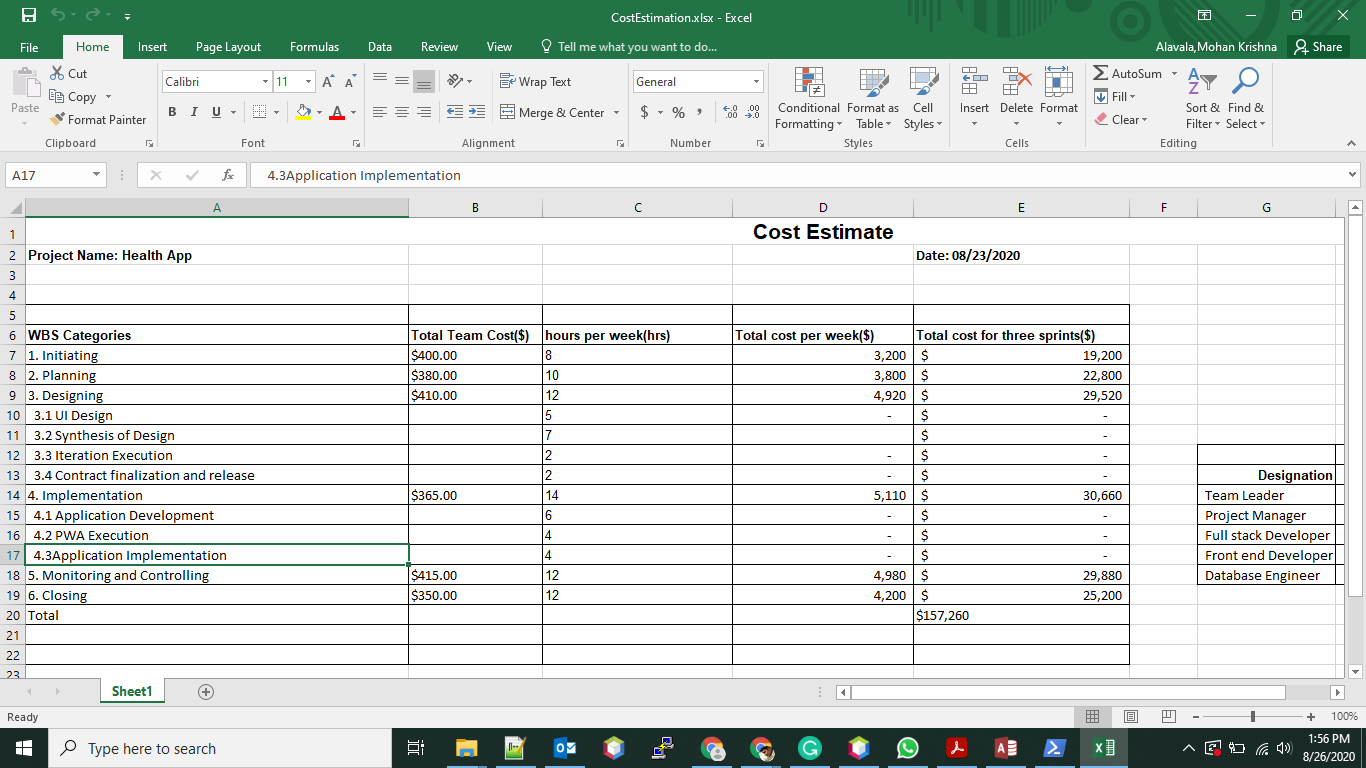 CostEstimation.xlsx - Excel
File Home Insert Page Layout Formulas Data Review View Tell me what you want to do... Alavala,Mohan Krishna Share
Paste Cut Copy Format Painter Clipboard
Calibri 11 B I U A A A Font
Wrap Text Merge & Center Alignment
General $ % , .00 .00 Number
Conditional Formatting Format as Table Cell Styles Styles
Insert Delete Format Cells
AutoSum Fill Clear Sort & Filter Find & Select Editing
A17 fx 4.3Application Implementation
A B C D E F G
1 Cost Estimate
2 Project Name: Health App Date: 08/23/2020
3
4
5
6 WBS Categories Total Team Cost($) hours per week(hrs) Total cost per week($) Total cost for three sprints($)
7 1. Initiating $400.00 8 3,200 $ 19,200
8 2. Planning $380.00 10 3,800 $ 22,800
9 3. Designing $410.00 12 4,920 $ 29,520
10 3.1 UI Design 5 - $ -
11 3.2 Synthesis of Design 7 $ -
12 3.3 Iteration Execution 2 - $ -
13 3.4 Contract finalization and release 2 - $ - Designation
14 4. Implementation $365.00 14 5,110 $ 30,660 Team Leader
15 4.1 Application Development 6 - $ - Project Manager
16 4.2 PWA Execution 4 - $ - Full stack Developer
17 4.3Application Implementation 4 - $ - Front end Developer
18 5. Monitoring and Controlling $415.00 12 4,980 $ 29,880 Database Engineer
19 6. Closing $350.00 12 4,200 $ 25,200
20 Total $157,260
21
22
23
Sheet1
Ready 100%
Type here to search 1:56 PM
8/26/2020